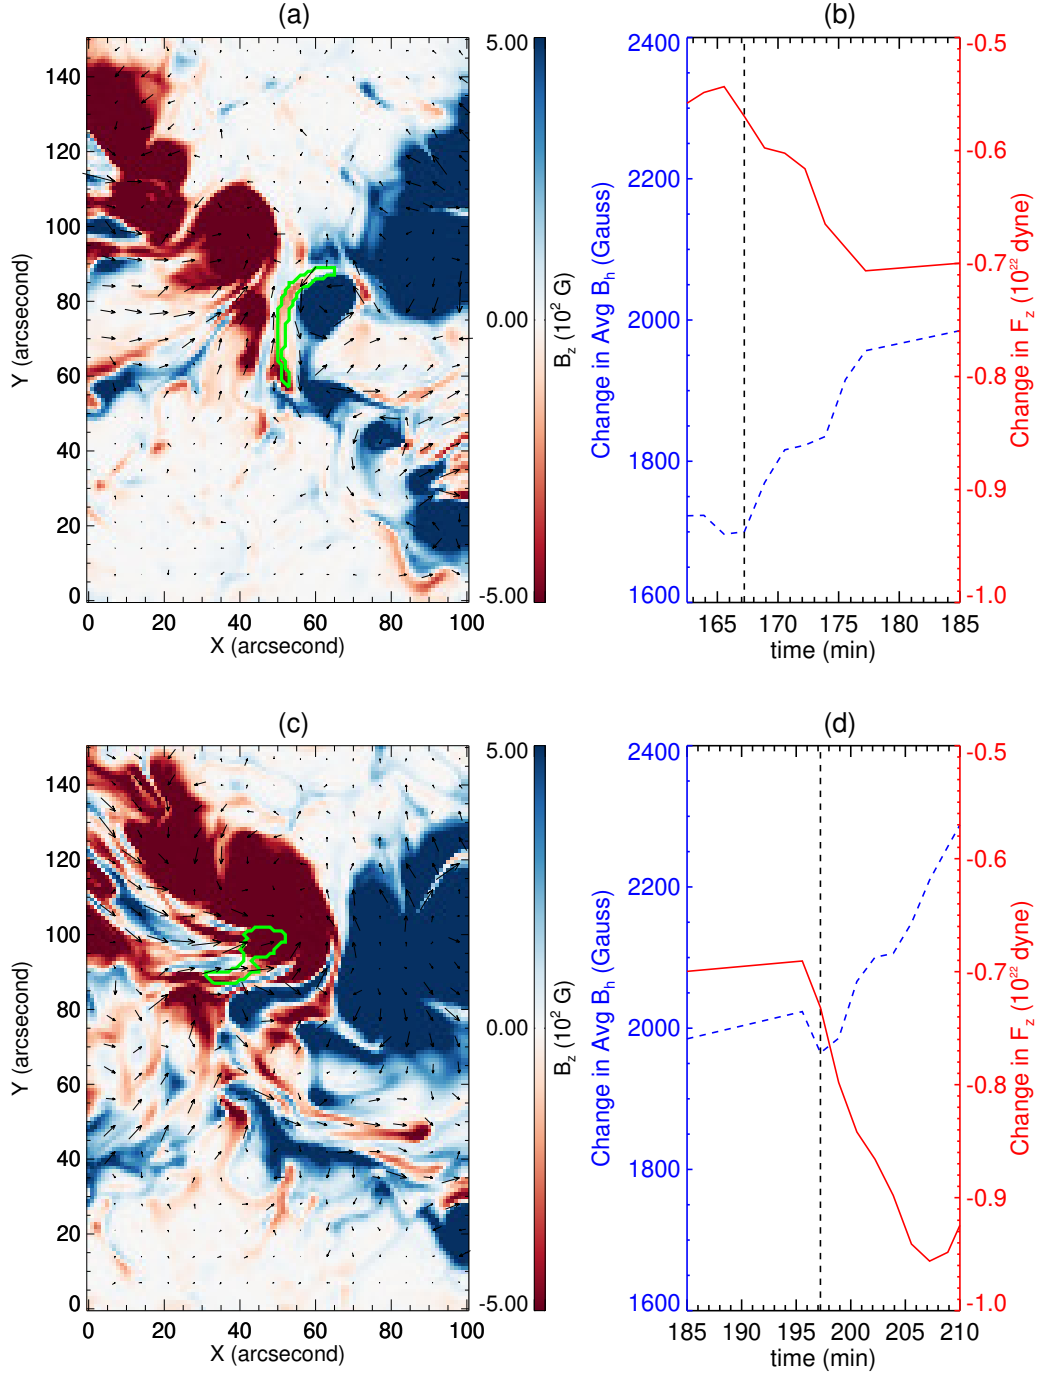 (a)
140
120
100
80
60
40
20
0
0 20 40 60 80 100
X (arcsecond)
Y (arcsecond)
5.00
0.00
-5.00
B_z (10^2 G)
(b)
2400
2200
2000
1800
1600
Change in Avg B_h (Gauss)
-0.5
-0.6
-0.7
-0.8
-0.9
-1.0
Change in F_z (10^22 dyne)
165 170 175 180 185
time (min)
(c)
140
120
100
80
60
40
20
0
0 20 40 60 80 100
X (arcsecond)
Y (arcsecond)
5.00
0.00
-5.00
B_z (10^2 G)
(d)
2400
2200
2000
1800
1600
Change in Avg B_h (Gauss)
-0.5
-0.6
-0.7
-0.8
-0.9
-1.0
Change in F_z (10^22 dyne)
185 190 195 200 205 210
time (min)